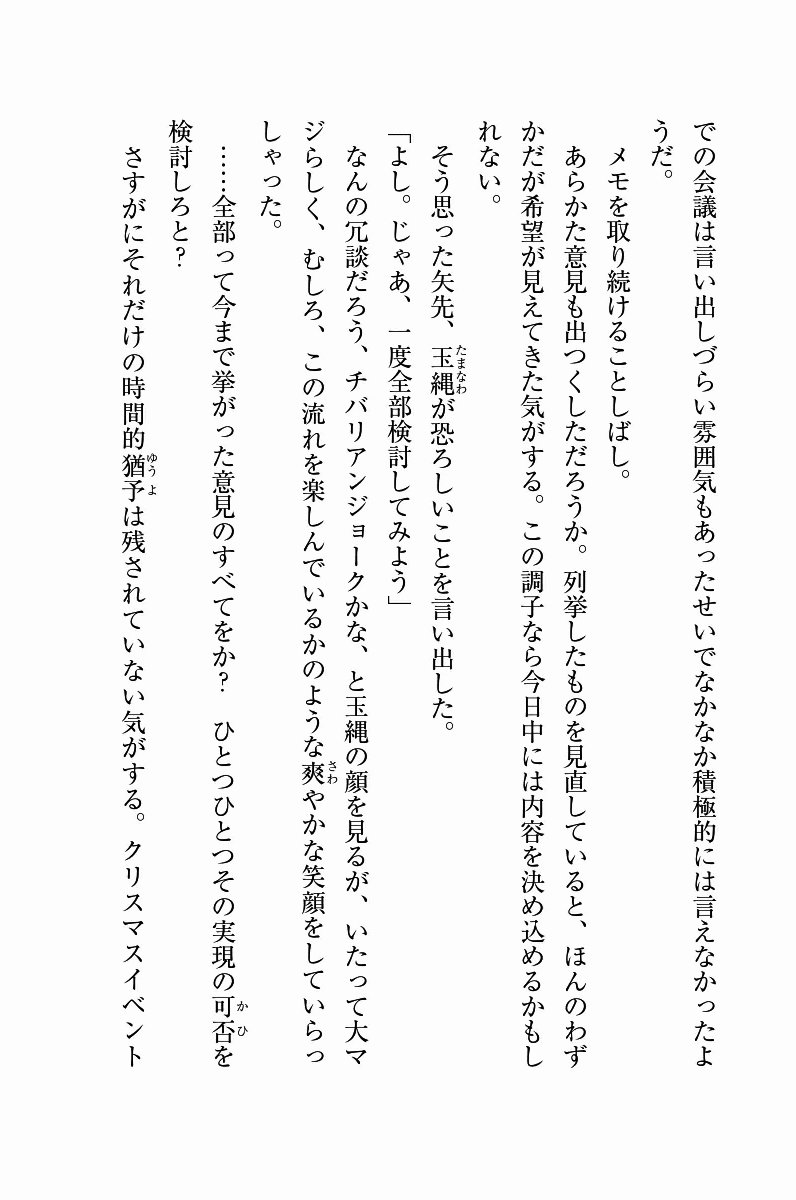 での会議は言い出しづらい雰囲気もあったせいでなかなか積極的には言えなかったよ
うだ。
　メモを取り続けることしばし。
　あらかた意見も出つくしただろうか。列挙したものを見直していると、ほんのわず
かだが希望が見えてきた気がする。この調子なら今日中には内容を決め込めるかもし
れない。
　そう思った矢先、玉縄が恐ろしいことを言い出した。
「よし。じゃあ、一度全部検討してみよう」
　なんの冗談だろう、チバリアンジョークかな、と玉縄の顔を見るが、いたって大マ
ジらしく、むしろ、この流れを楽しんでいるかのような爽やかな笑顔をしていらっ
しゃった。
　……全部って今まで挙がった意見のすべてをか？　ひとつひとつその実現の可否を
検討しろと？
　さすがにそれだけの時間的猶予は残されていない気がする。クリスマスイベント